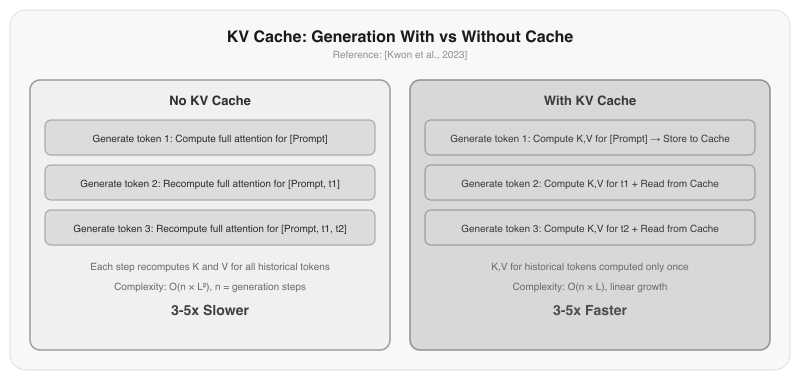 KV Cache: Generation With vs Without Cache
Reference: [Kwon et al., 2023]
No KV Cache
Generate token 1: Compute full attention for [Prompt]
Generate token 2: Recompute full attention for [Prompt, t1]
Generate token 3: Recompute full attention for [Prompt, t1, t2]
Each step recomputes K and V for all historical tokens
Complexity: O(n × L²), n = generation steps
3-5x Slower
With KV Cache
Generate token 1: Compute K,V for [Prompt] → Store to Cache
Generate token 2: Compute K,V for t1 + Read from Cache
Generate token 3: Compute K,V for t2 + Read from Cache
K,V for historical tokens computed only once
Complexity: O(n × L), linear growth
3-5x Faster